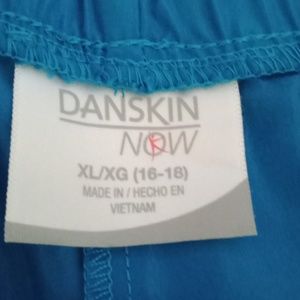 DANSKIN
NOW
XL/XG (16-18)
MADE IN / HECHO EN
VIETNAM